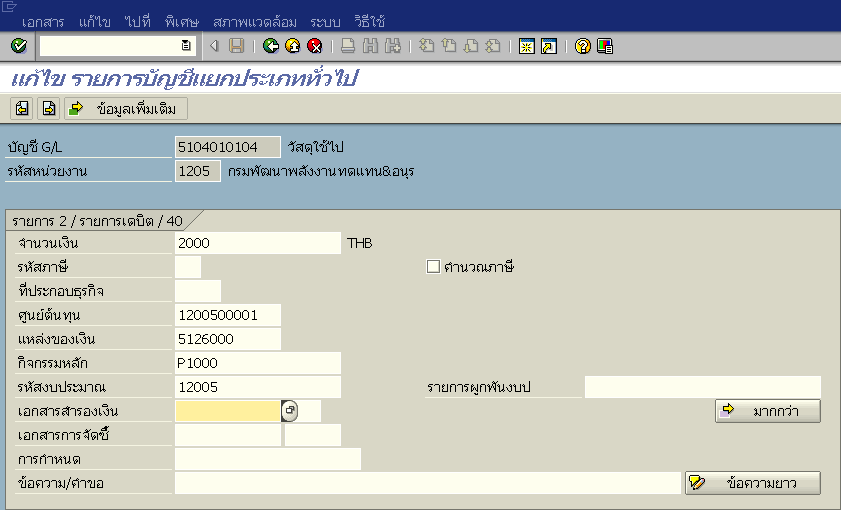 เอกสาร แก้ไข ไปที่ พิเศษ สภาพแวดล้อม ระบบ วิธีใช้
แก้ไข รายการบัญชีแยกประเภททั่วไป
ข้อมูลเพิ่มเติม
บัญชี G/L 5104010104 วัสดุใช้ไป
รหัสหน่วยงาน 1205 กรมพัฒนาพลังงานทดแทน&อนุร
รายการ 2 / รายการเดบิต / 40
จำนวนเงิน 2000 THB
รหัสภาษี คำนวณภาษี
ที่ประกอบธุรกิจ
ศูนย์ต้นทุน 1200500001
แหล่งของเงิน 5126000
กิจกรรมหลัก P1000
รหัสงบประมาณ 12005 รายการผูกพันงบป
เอกสารสำรองเงิน มากกว่า
เอกสารการจัดซื้
การกำหนด
ข้อความ/คำขอ ข้อความยาว